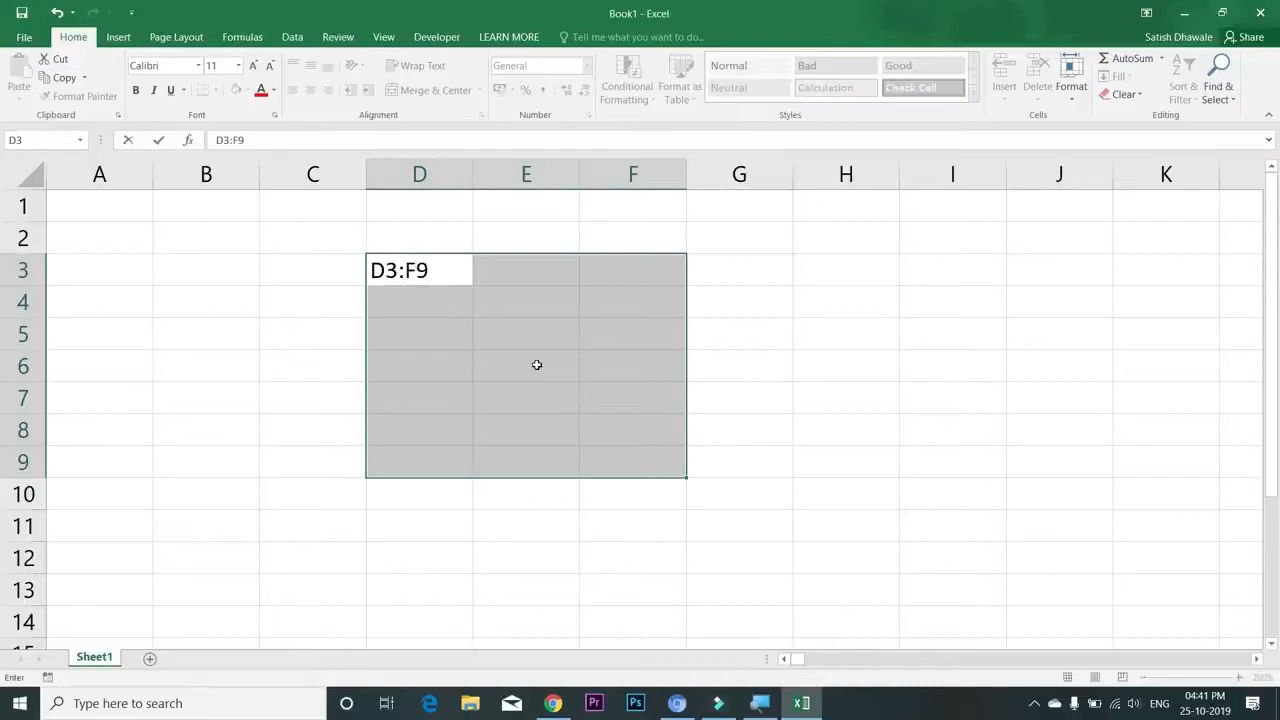 Book1 - Excel
File Home Insert Page Layout Formulas Data Review View Developer LEARN MORE Tell me what you want to do... Satish Dhawale Share
Cut
Copy
Format Painter
Paste
Clipboard
Calibri 11
B I U
Font
Wrap Text
Merge & Center
Alignment
General
Number
Conditional Formatting
Format as Table
Normal Bad Good
Neutral Calculation Check Cell
Styles
Insert Delete Format
Cells
AutoSum
Fill
Clear
Sort & Filter
Find & Select
Editing
D3 fx D3:F9
A B C D E F G H I J K
1
2
3 D3:F9
4
5
6
7
8
9
10
11
12
13
14
15
Sheet1
Enter 200%
Type here to search
Pr Ps
ENG
04:41 PM
25-10-2019